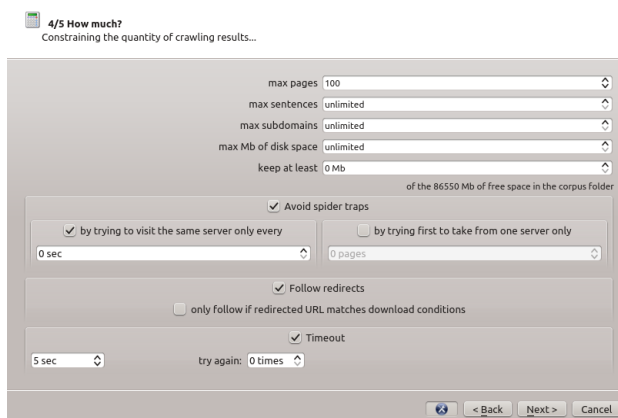 4/5 How much?
Constraining the quantity of crawling results...
max pages 100
max sentences unlimited
max subdomains unlimited
max Mb of disk space unlimited
keep at least 0 Mb
of the 86550 Mb of free space in the corpus folder
Avoid spider traps
by trying to visit the same server only every
0 sec
by trying first to take from one server only
0 pages
Follow redirects
only follow if redirected URL matches download conditions
Timeout
5 sec try again: 0 times
< Back Next > Cancel